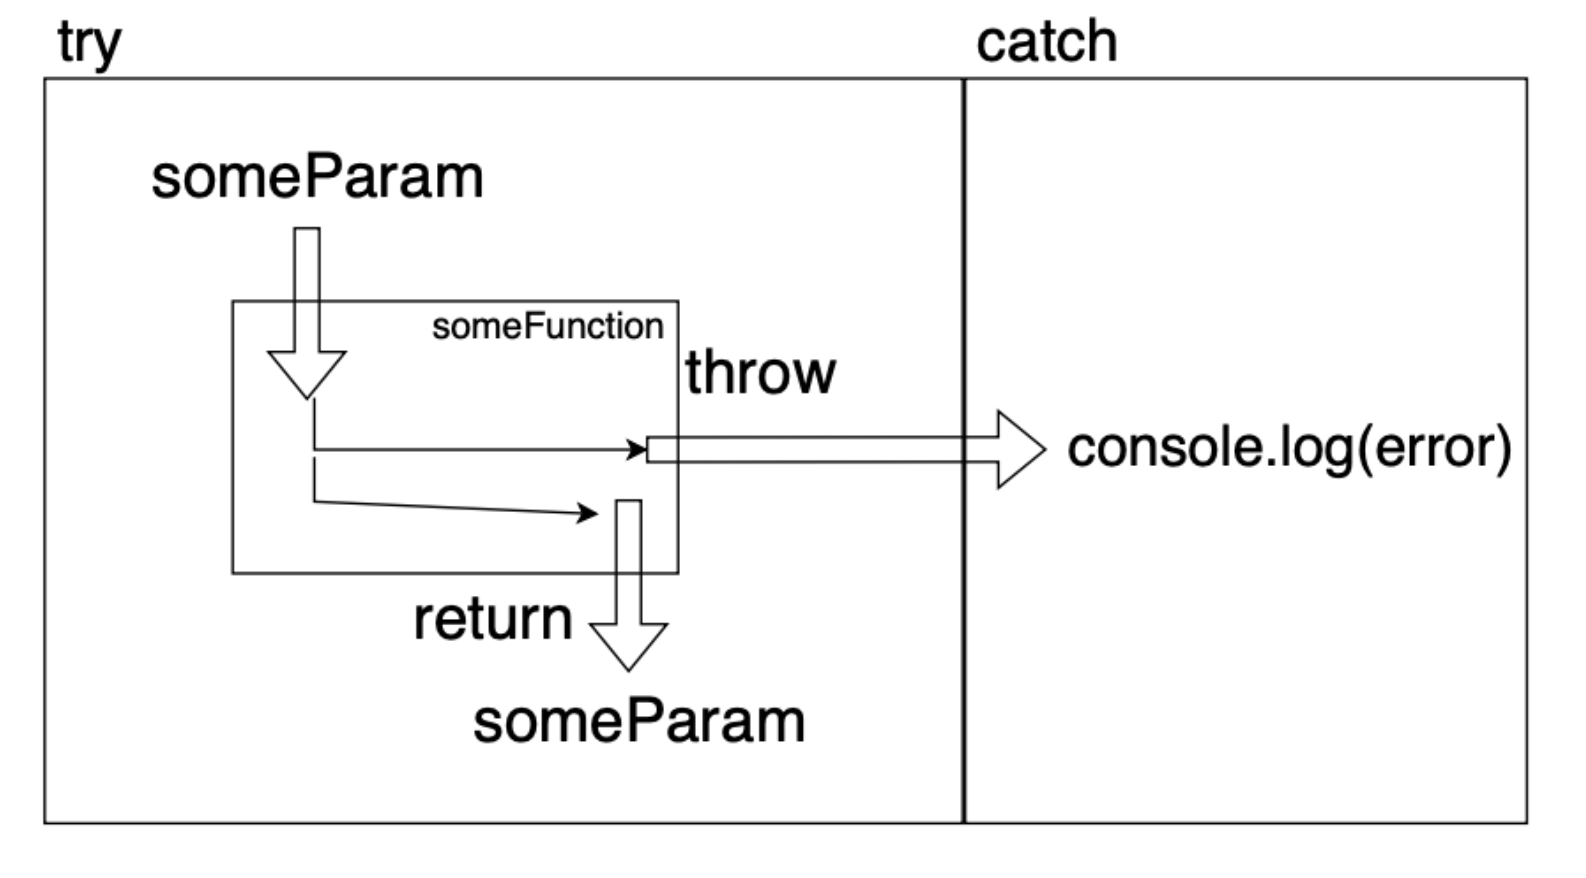 try
catch
someParam
someFunction
throw
console.log(error)
return
someParam